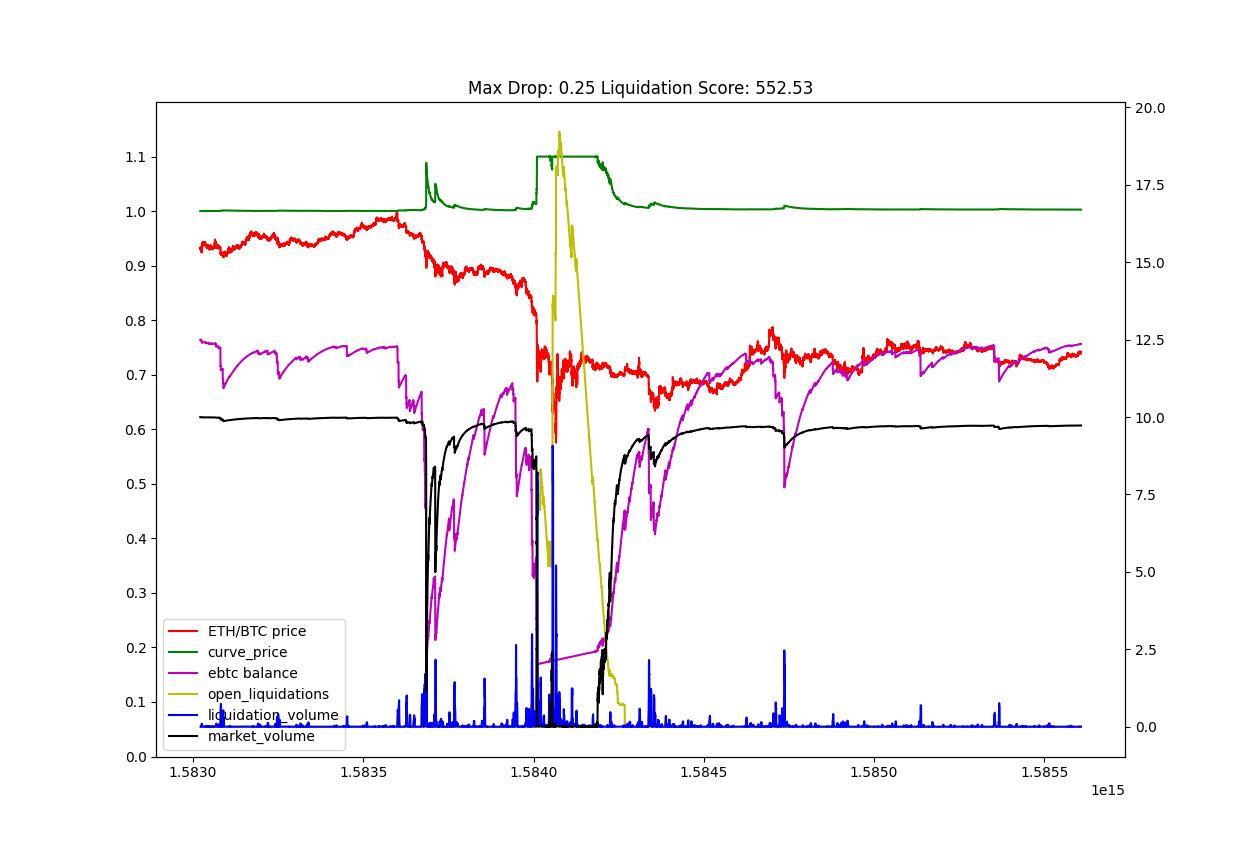 Max Drop: 0.25 Liquidation Score: 552.53
1.1
1.0
0.9
0.8
0.7
0.6
0.5
0.4
0.3
0.2
0.1
0.0
20.0
17.5
15.0
12.5
10.0
7.5
5.0
2.5
0.0
ETH/BTC price
curve_price
ebtc balance
open_liquidations
liquidation_volume
market_volume
1.5830 1.5835 1.5840 1.5845 1.5850 1.5855
1e15